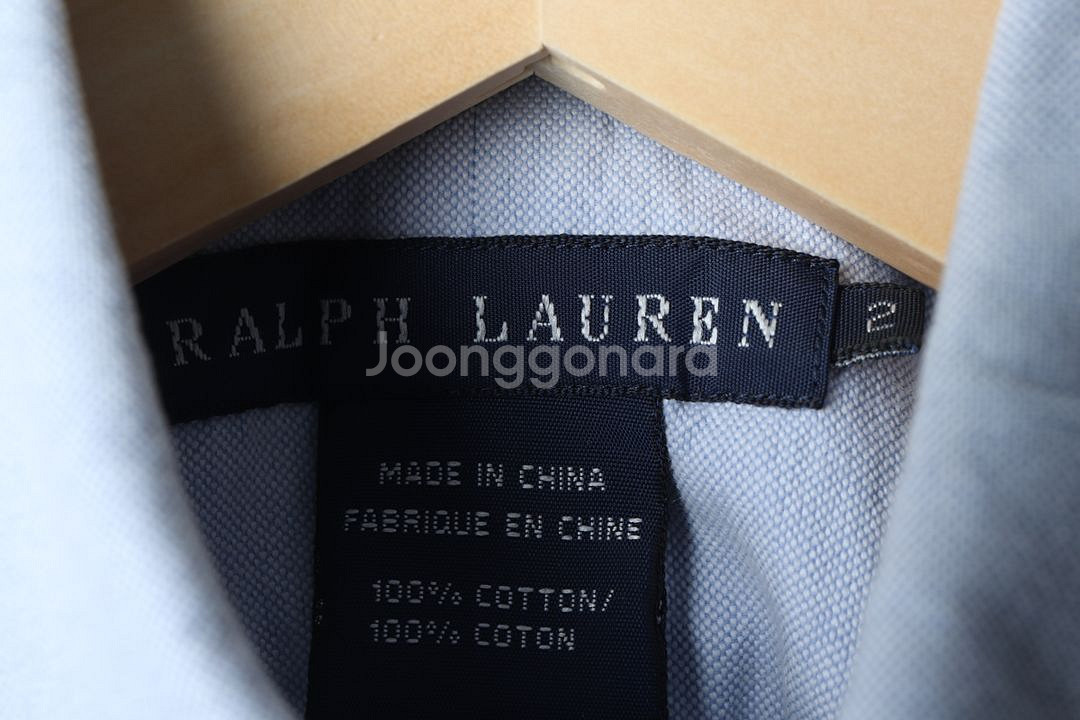 RALPH LAUREN
2
Joonggonara
MADE IN CHINA
FABRIQUE EN CHINE
100% COTTON/
100% COTON